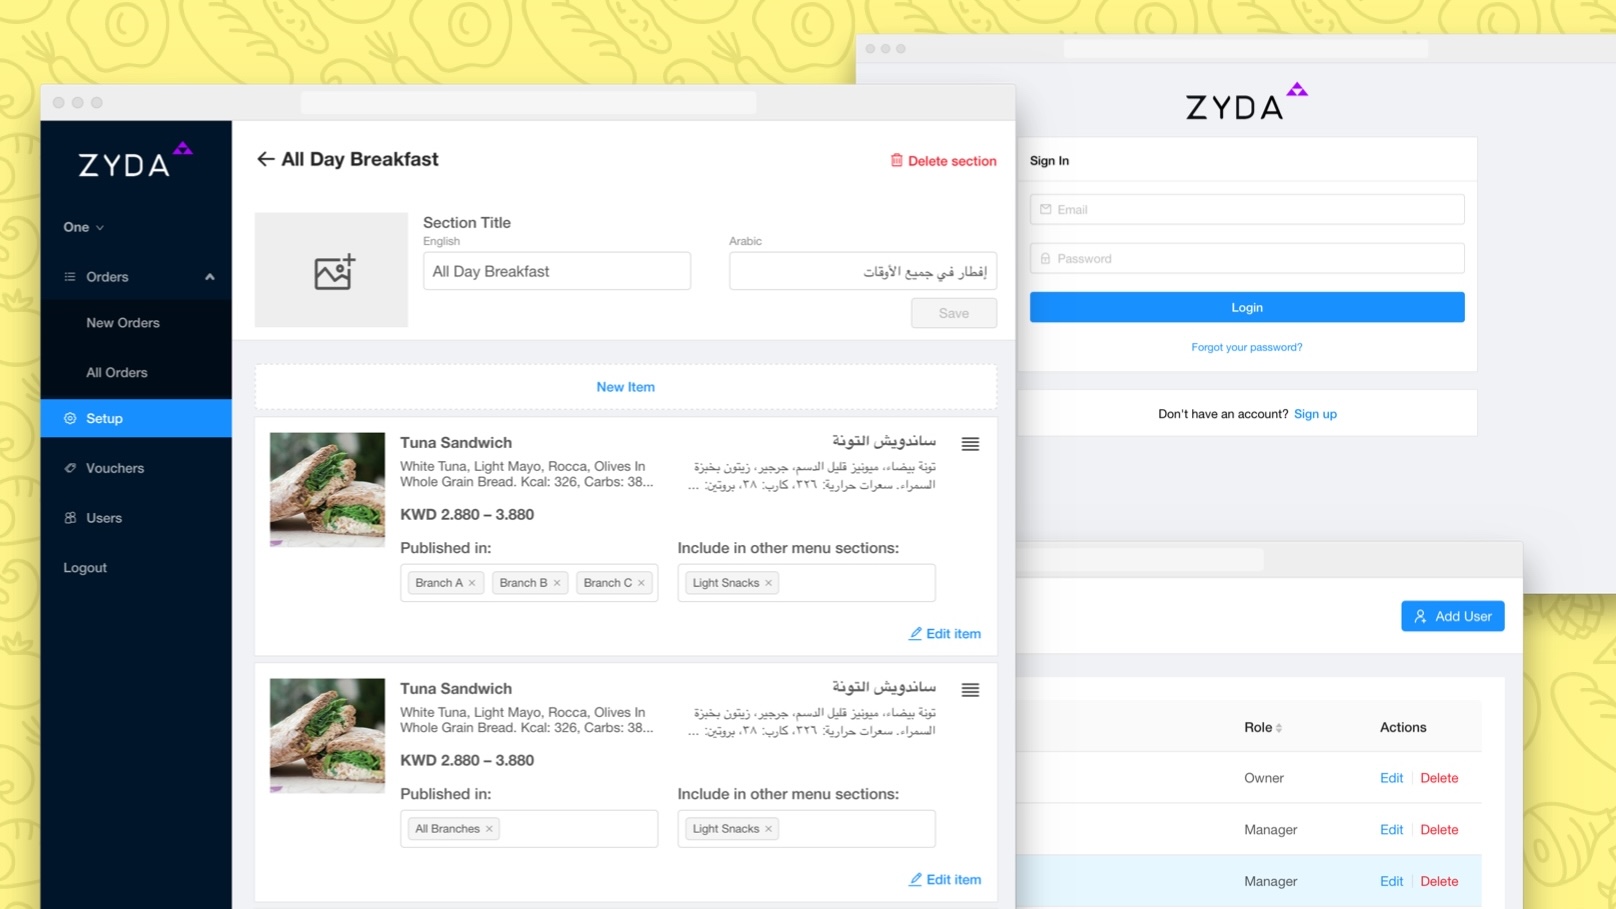 ZYDA
One
Orders
New Orders
All Orders
Setup
Vouchers
Users
Logout
All Day Breakfast
Delete section
Section Title
English
Arabic
All Day Breakfast
إفطار في جميع الأوقات
Save
New Item
Tuna Sandwich
ساندويش التونة
White Tuna, Light Mayo, Rocca, Olives In
Whole Grain Bread. Kcal: 326, Carbs: 38...
تونة بيضاء، ميونيز قليل الدسم، جرجير، زيتون بخبزة
السمراء. سعرات حرارية: ٣٢٦، كارب: ٣٨، بروتين: ...
KWD 2.880 – 3.880
Published in:
Include in other menu sections:
Branch A × Branch B × Branch C ×
Light Snacks ×
Edit item
Tuna Sandwich
ساندويش التونة
White Tuna, Light Mayo, Rocca, Olives In
Whole Grain Bread. Kcal: 326, Carbs: 38...
تونة بيضاء، ميونيز قليل الدسم، جرجير، زيتون بخبزة
السمراء. سعرات حرارية: ٣٢٦، كارب: ٣٨، بروتين: ...
KWD 2.880 – 3.880
Published in:
Include in other menu sections:
All Branches ×
Light Snacks ×
Edit item
ZYDA
Sign In
Email
Password
Login
Forgot your password?
Don't have an account? Sign up
Add User
Role Actions
Owner Edit Delete
Manager Edit Delete
Manager Edit Delete